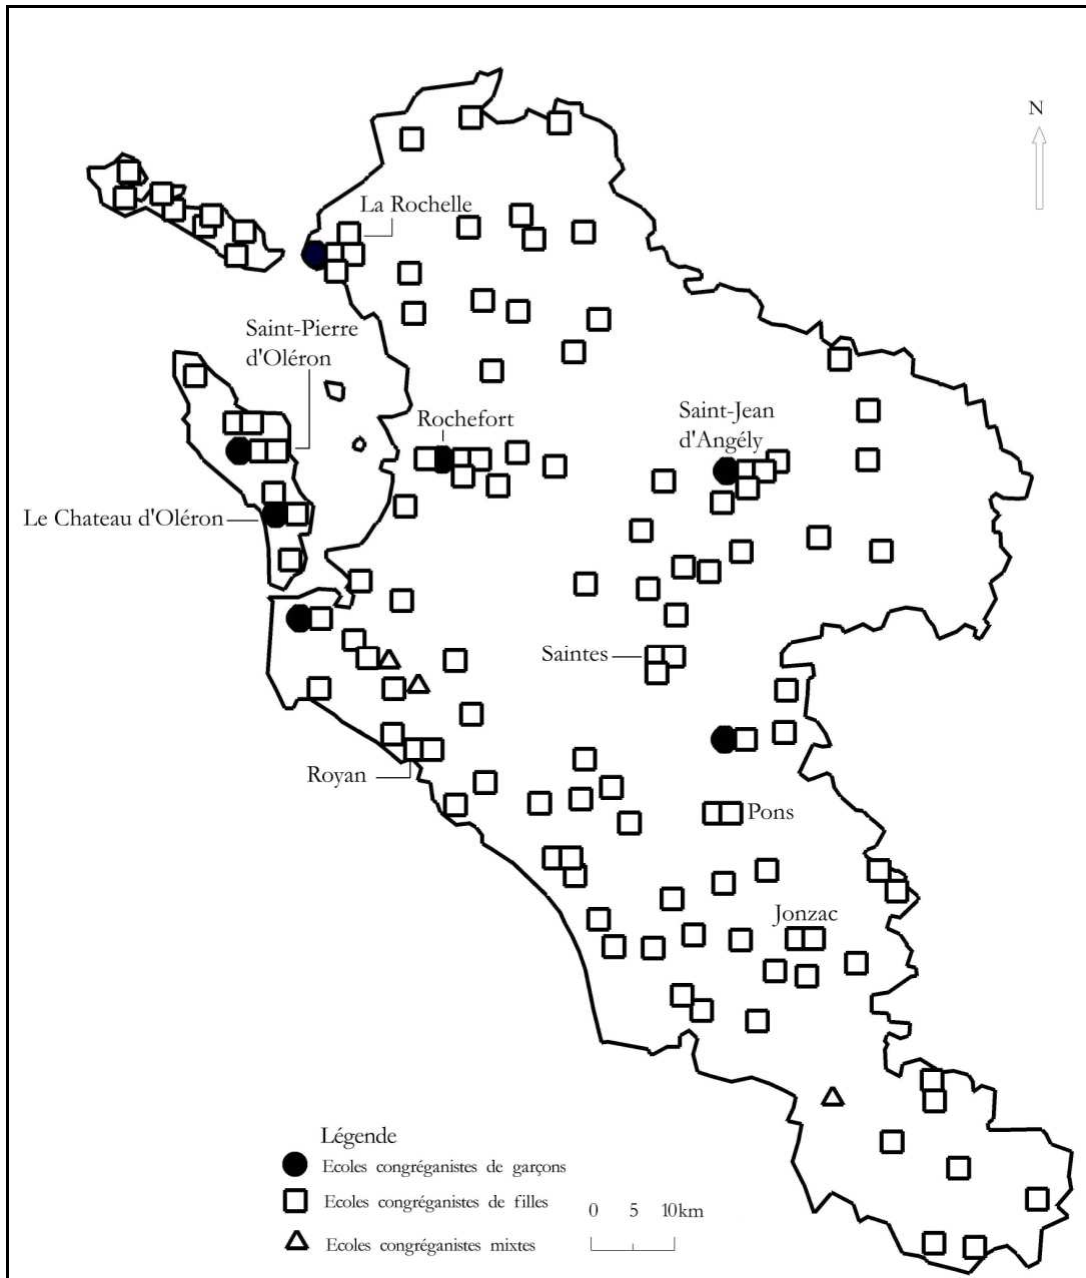 N
La Rochelle
Saint-Pierre
d'Oléron
Rochefort
Saint-Jean
d'Angély
Le Chateau d'Oléron
Saintes
Royan
Pons
Jonzac
Légende
Ecoles congréganistes de garçons
Ecoles congréganistes de filles
Ecoles congréganistes mixtes
0 5 10km